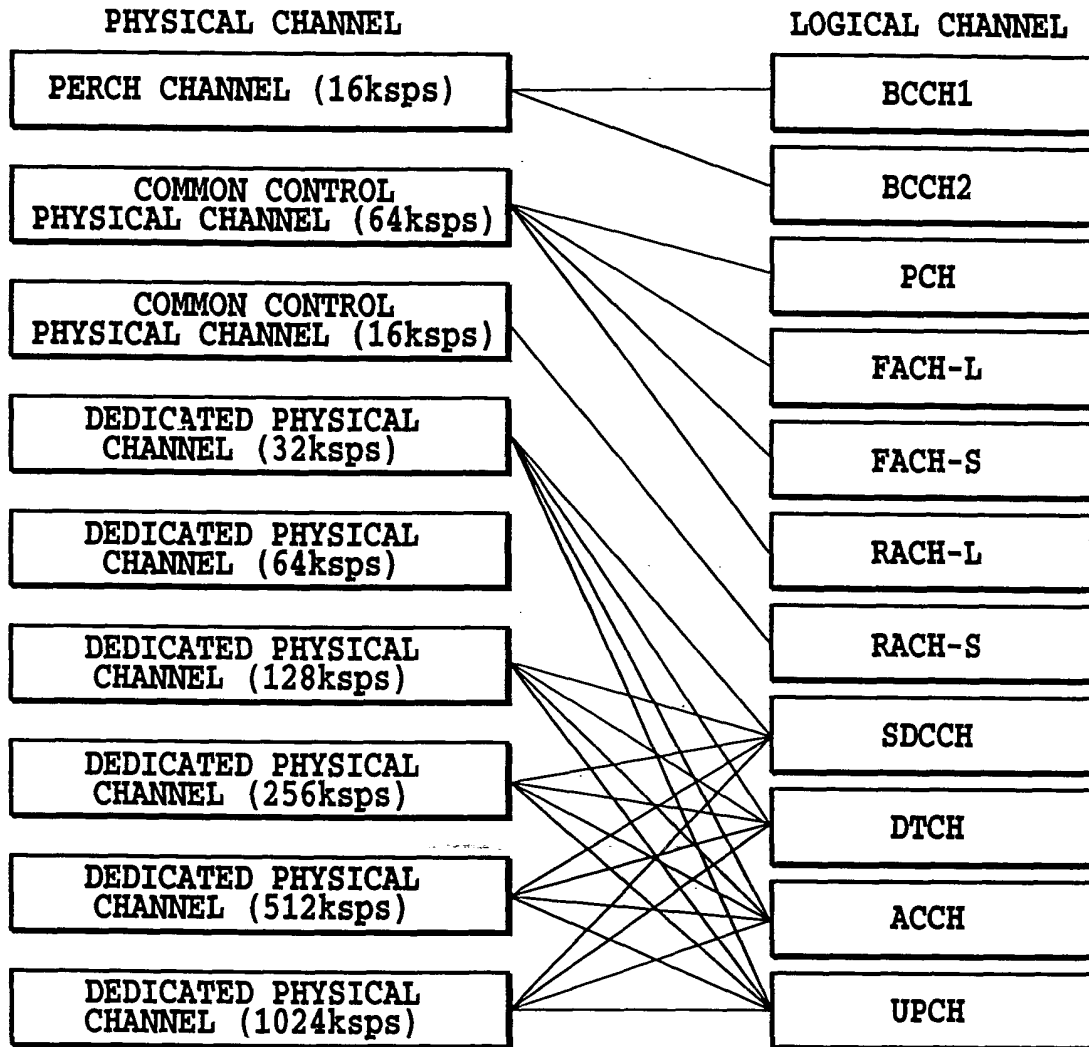 PHYSICAL CHANNEL
PERCH CHANNEL (16ksps)
COMMON CONTROL
PHYSICAL CHANNEL (64ksps)
COMMON CONTROL
PHYSICAL CHANNEL (16ksps)
DEDICATED PHYSICAL
CHANNEL (32ksps)
DEDICATED PHYSICAL
CHANNEL (64ksps)
DEDICATED PHYSICAL
CHANNEL (128ksps)
DEDICATED PHYSICAL
CHANNEL (256ksps)
DEDICATED PHYSICAL
CHANNEL (512ksps)
DEDICATED PHYSICAL
CHANNEL (1024ksps)
LOGICAL CHANNEL
BCCH1
BCCH2
PCH
FACH-L
FACH-S
RACH-L
RACH-S
SDCCH
DTCH
ACCH
UPCH